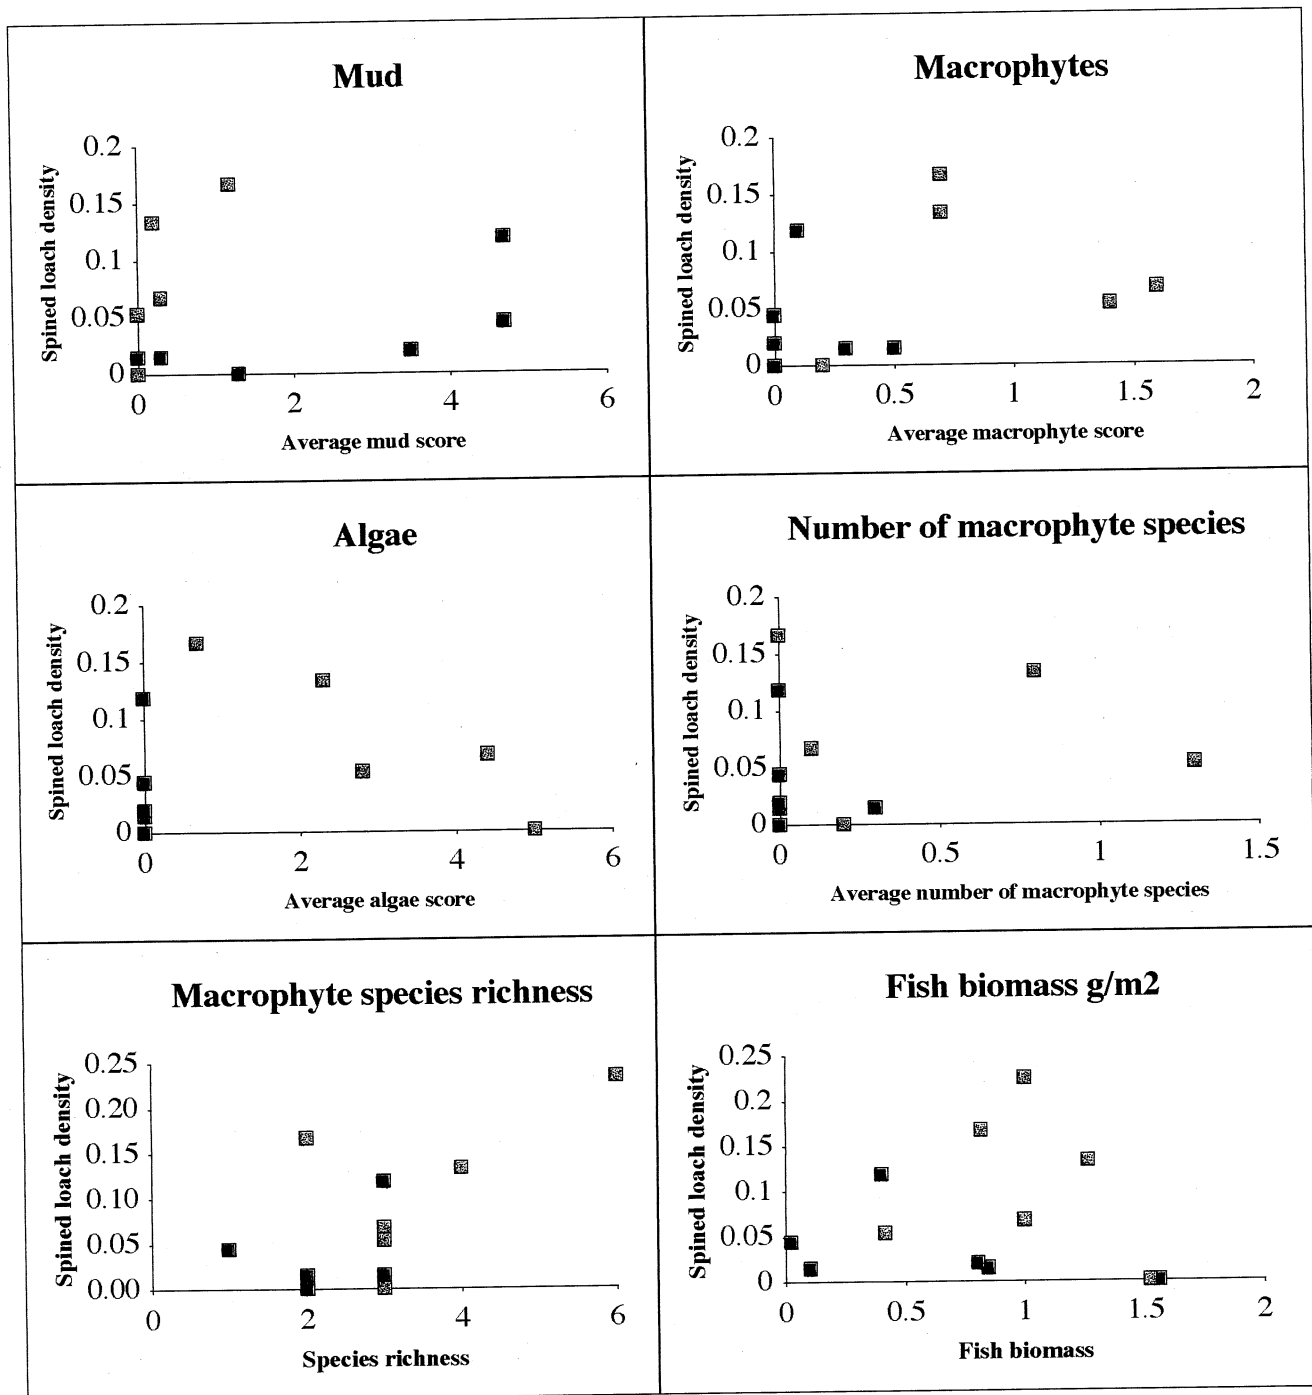 Mud
0.2
0.15
0.1
0.05
0
0 2 4 6
Spined loach density
Average mud score
Macrophytes
0.2
0.15
0.1
0.05
0
0 0.5 1 1.5 2
Spined loach density
Average macrophyte score
Algae
0.2
0.15
0.1
0.05
0
0 2 4 6
Spined loach density
Average algae score
Number of macrophyte species
0.2
0.15
0.1
0.05
0
0 0.5 1 1.5
Spined loach density
Average number of macrophyte species
Macrophyte species richness
0.25
0.20
0.15
0.10
0.05
0.00
0 2 4 6
Spined loach density
Species richness
Fish biomass g/m2
0.25
0.2
0.15
0.1
0.05
0
0 0.5 1 1.5 2
Spined loach density
Fish biomass